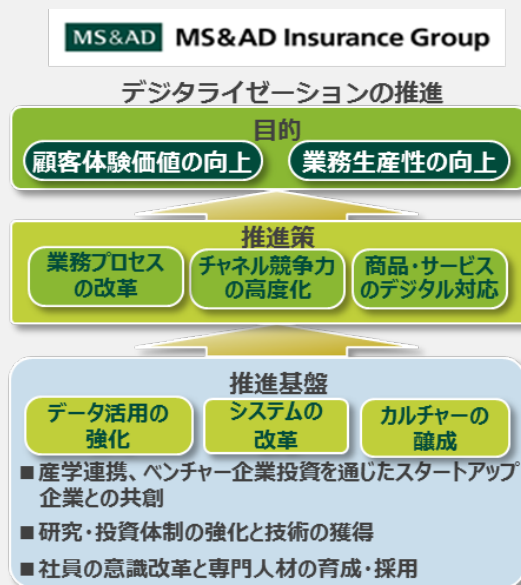 MS&AD MS&AD Insurance Group
デジタライゼーションの推進
目的
顧客体験価値の向上 業務生産性の向上
推進策
業務プロセス
の改革
チャネル競争力
の高度化
商品・サービス
のデジタル対応
推進基盤
データ活用の
強化
システムの
改革
カルチャーの
醸成
■産学連携、ベンチャー企業投資を通じたスタートアップ
企業との共創
■研究・投資体制の強化と技術の獲得
■社員の意識改革と専門人材の育成・採用